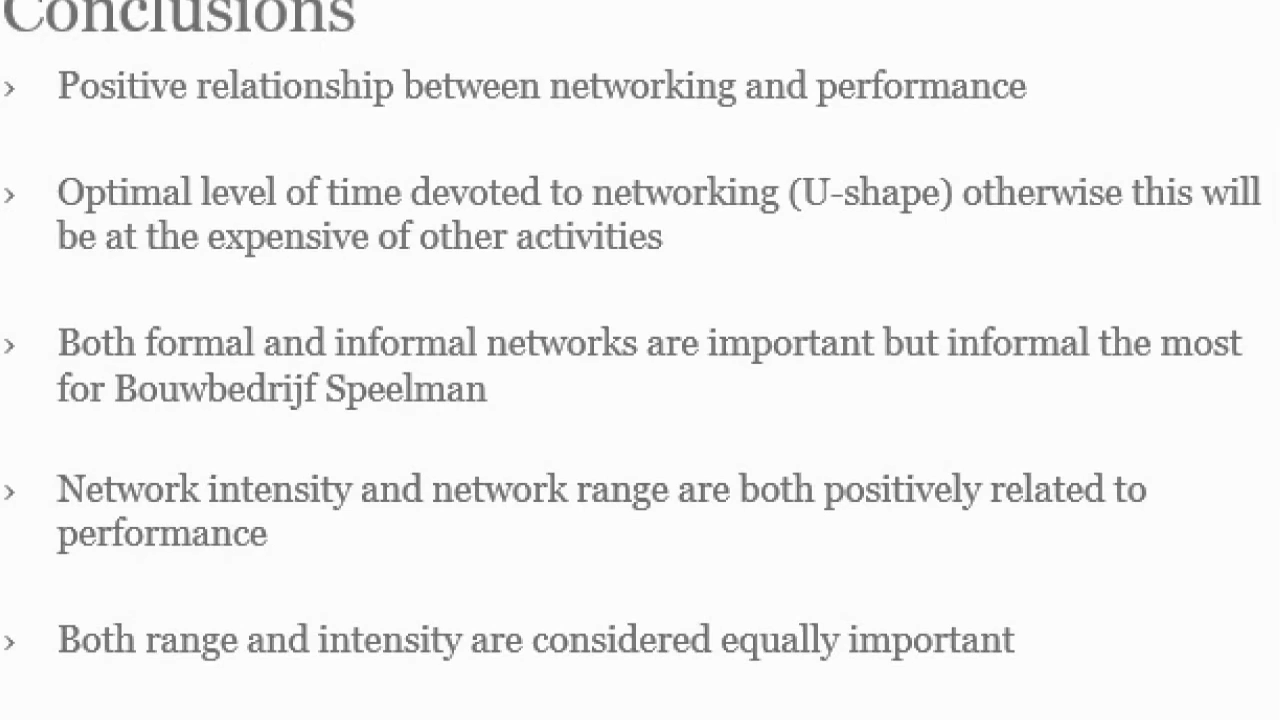 Conclusions
› Positive relationship between networking and performance
› Optimal level of time devoted to networking (U-shape) otherwise this will
be at the expensive of other activities
› Both formal and informal networks are important but informal the most
for Bouwbedrijf Speelman
› Network intensity and network range are both positively related to
performance
› Both range and intensity are considered equally important